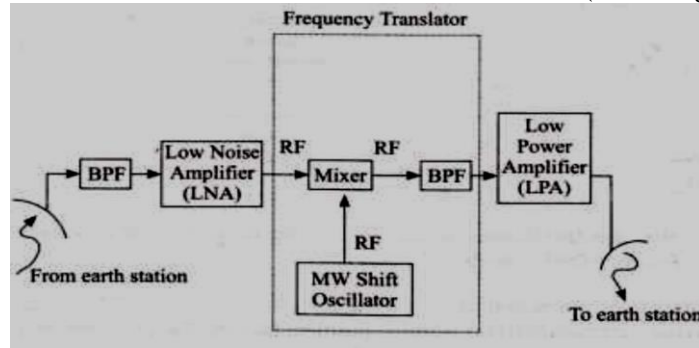 Frequency Translator
BPF
Low Noise
Amplifier
(LNA)
RF
Mixer
RF
BPF
Low
Power
Amplifier
(LPA)
RF
MW Shift
Oscillator
From earth station
To earth station